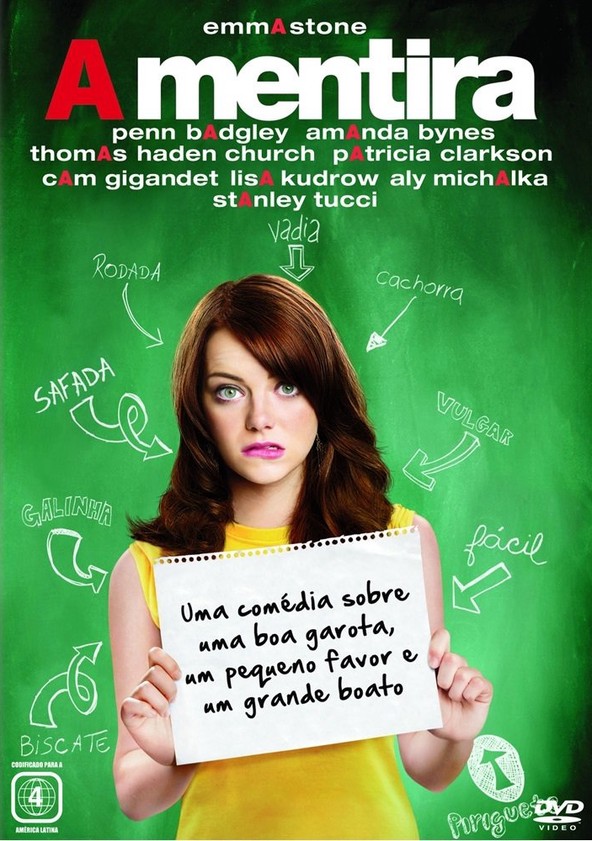 emmAstone
A mentira
penn bAdgley amAnda bynes
thomAs haden church pAtricia clarkson
cAm gigandet lisA kudrow aly michAlka
stAnley tucci
vadia
RODADA
cachorra
SAFADA
VULGAR
GALINHA
fácil
Uma comédia sobre
uma boa garota,
um pequeno favor e
um grande boato
BiSCATE
CODIFICADO PARA A
4
AMÉRICA LATINA
Piriguete
DVD
VIDEO